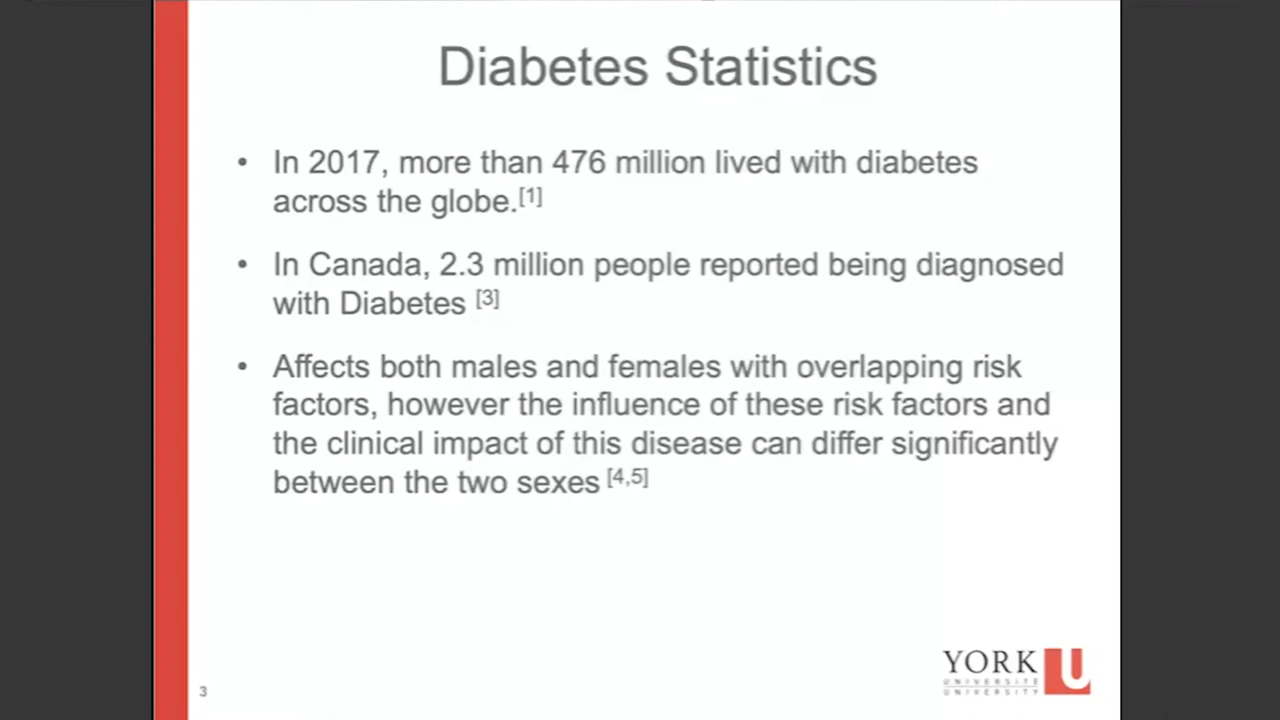 Diabetes Statistics
• In 2017, more than 476 million lived with diabetes
across the globe.[1]
• In Canada, 2.3 million people reported being diagnosed
with Diabetes [3]
• Affects both males and females with overlapping risk
factors, however the influence of these risk factors and
the clinical impact of this disease can differ significantly
between the two sexes [4,5]
YORK U
UNIVERSITÉ
UNIVERSITY
3